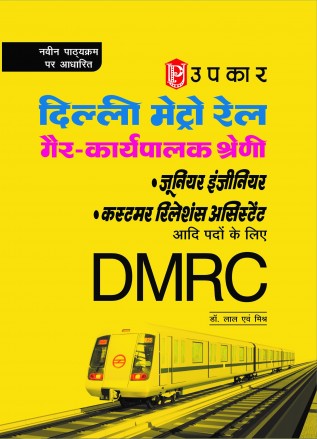 नवीन पाठ्यक्रम
पर आधारित
उपकार
दिल्ली मेट्रो रेल
गैर-कार्यपालक श्रेणी
• जूनियर इंजीनियर
• कस्टमर रिलेशंस असिस्टेंट
आदि पदों के लिए
DMRC
डॉ. लाल एवं मिश्र